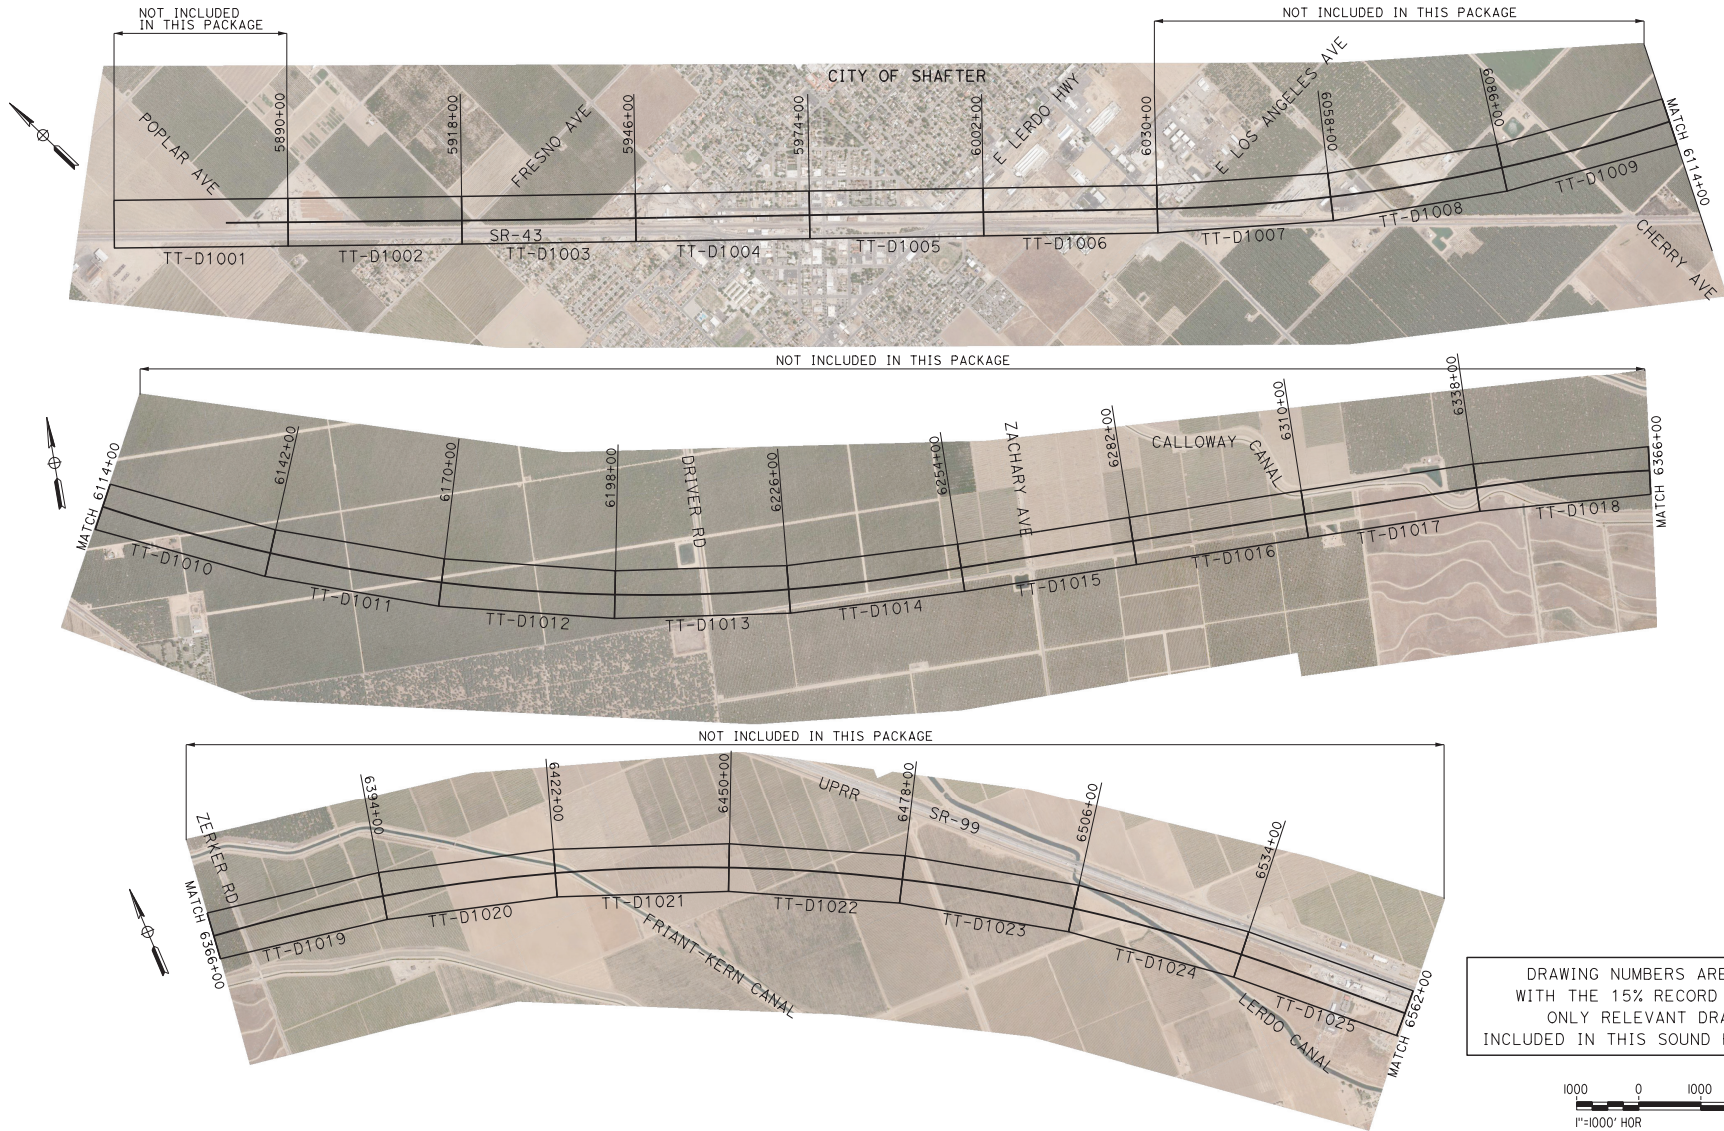 NOT INCLUDED
IN THIS PACKAGE
NOT INCLUDED IN THIS PACKAGE
CITY OF SHAFTER
POPLAR AVE
5890+00
5918+00
FRESNO AVE
5946+00
5974+00
6002+00
E LERDO HWY
6030+00
E LOS ANGELES AVE
6058+00
6086+00
MATCH 6114+00
CHERRY AVE
SR-43
TT-D1001
TT-D1002
TT-D1003
TT-D1004
TT-D1005
TT-D1006
TT-D1007
TT-D1008
TT-D1009
NOT INCLUDED IN THIS PACKAGE
MATCH 6114+00
6142+00
6170+00
6198+00
DRIVER RD
6226+00
6254+00
ZACHARY AVE
6282+00
CALLOWAY CANAL
6310+00
6338+00
MATCH 6366+00
TT-D1010
TT-D1011
TT-D1012
TT-D1013
TT-D1014
TT-D1015
TT-D1016
TT-D1017
TT-D1018
NOT INCLUDED IN THIS PACKAGE
ZERKER RD
MATCH 6366+00
6394+00
6422+00
6450+00
UPRR
6478+00
SR-99
6506+00
6534+00
MATCH 6562+00
TT-D1019
TT-D1020
TT-D1021
TT-D1022
TT-D1023
TT-D1024
TT-D1025
FRIANT-KERN CANAL
LERDO CANAL
DRAWING NUMBERS ARE
WITH THE 15% RECORD
ONLY RELEVANT DRA
INCLUDED IN THIS SOUND
1000 0 1000
1"=1000' HOR